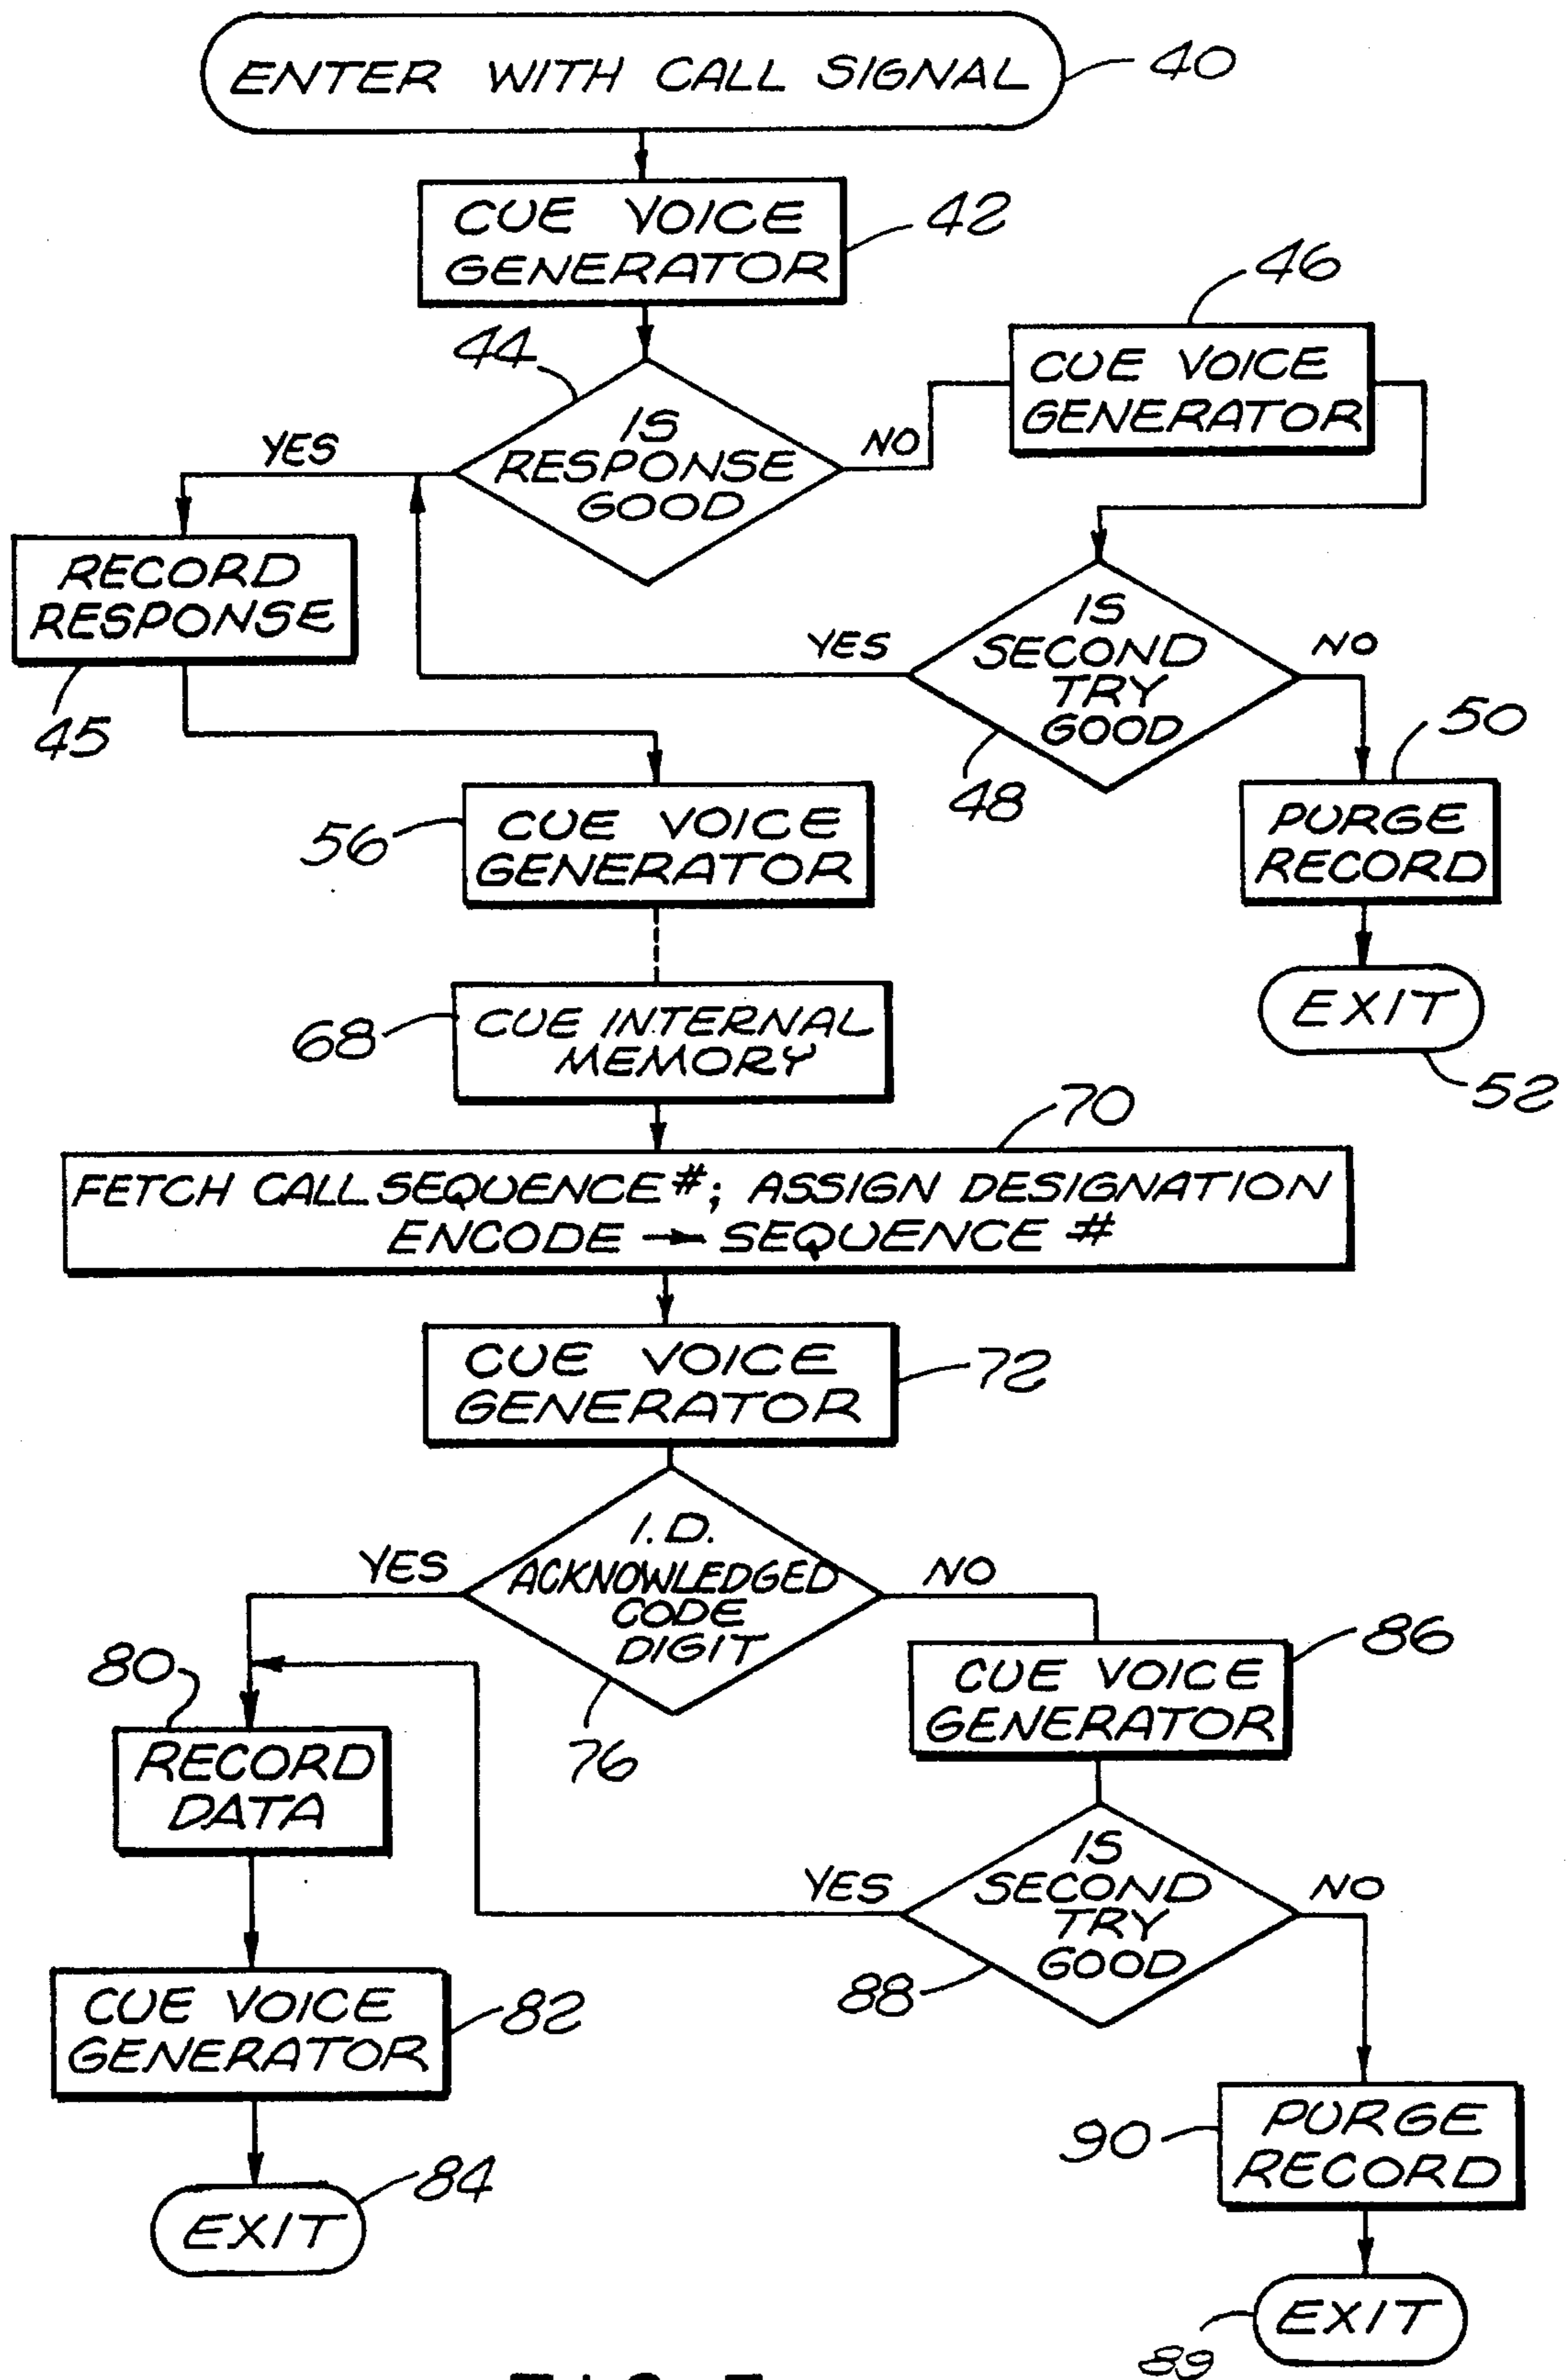 ENTER WITH CALL SIGNAL
40
CUE VOICE
GENERATOR
42
44
IS
RESPONSE
GOOD
YES
NO
46
CUE VOICE
GENERATOR
RECORD
RESPONSE
45
IS
SECOND
TRY
GOOD
YES
NO
48
50
PURGE
RECORD
EXIT
52
56
CUE VOICE
GENERATOR
68
CUE INTERNAL
MEMORY
70
FETCH CALL SEQUENCE #; ASSIGN DESIGNATION
ENCODE → SEQUENCE #
CUE VOICE
GENERATOR
72
I.D.
ACKNOWLEDGED
CODE
DIGIT
YES
NO
76
80
RECORD
DATA
86
CUE VOICE
GENERATOR
IS
SECOND
TRY
GOOD
YES
NO
88
CUE VOICE
GENERATOR
82
EXIT
84
90
PURGE
RECORD
EXIT
89